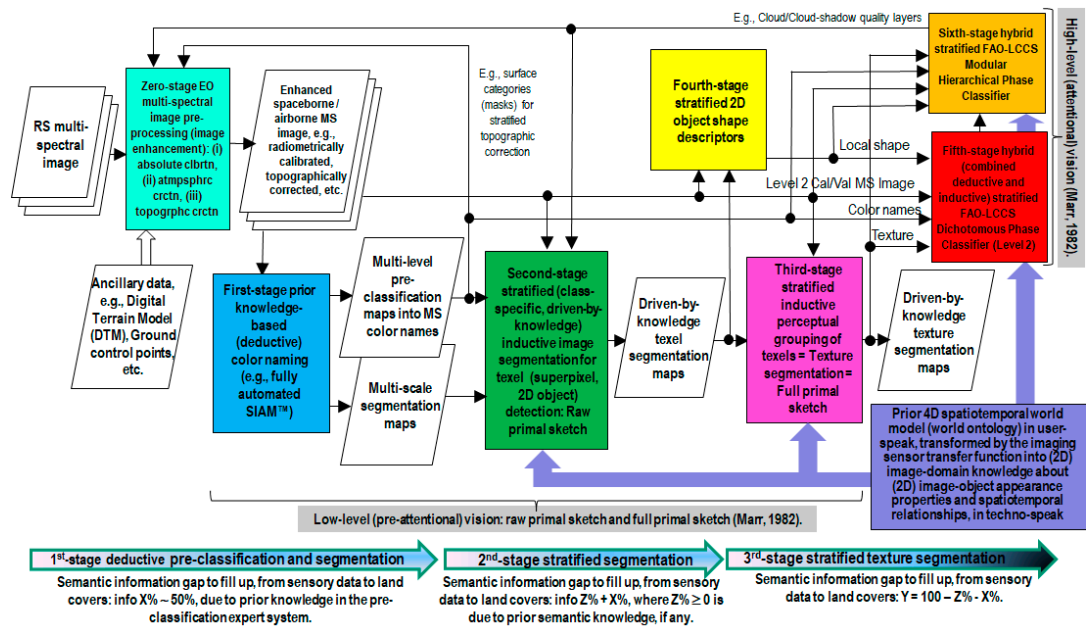 E.g., Cloud/Cloud-shadow quality layers
RS multi-
spectral
image
Zero-stage EO
multi-spectral
image pre-
processing (image
enhancement): (i)
absolute clbrtn,
(ii) atmpsphrc
crctn, (iii)
topogrphc crctn
Enhanced
spaceborne /
airborne MS
image, e.g.,
radiometrically
calibrated,
topographically
corrected, etc.
E.g., surface
categories
(masks) for
stratified
topographic
correction
Fourth-stage
stratified 2D
object shape
descriptors
Sixth-stage hybrid
stratified FAO-LCCS
Modular
Hierarchical Phase
Classifier
High-level (attentional) vision (Marr, 1982).
Local shape
Level 2 Cal/Val MS Image
Color names
Texture
Fifth-stage hybrid
(combined
deductive and
inductive) stratified
FAO-LCCS
Dichotomous Phase
Classifier (Level 2)
Ancillary data,
e.g., Digital
Terrain Model
(DTM), Ground
control points,
etc.
First-stage prior
knowledge-
based
(deductive)
color naming
(e.g., fully
automated
SIAM™)
Multi-level
pre-
classification
maps into MS
color names
Multi-scale
segmentation
maps
Second-stage
stratified (class-
specific, driven-by-
knowledge)
inductive image
segmentation for
texel (superpixel,
2D object)
detection: Raw
primal sketch
Driven-by-
knowledge
texel
segmentation
maps
Third-stage
stratified
inductive
perceptual
grouping of
texels = Texture
segmentation =
Full primal
sketch
Driven-by-
knowledge
texture
segmentation
maps
Prior 4D spatiotemporal world
model (world ontology) in user-
speak, transformed by the imaging
sensor transfer function into (2D)
image-domain knowledge about
(2D) image-object appearance
properties and spatiotemporal
relationships, in techno-speak
Low-level (pre-attentional) vision: raw primal sketch and full primal sketch (Marr, 1982).
1st-stage deductive pre-classification and segmentation
Semantic information gap to fill up, from sensory data to land
covers: info X% ~ 50%, due to prior knowledge in the pre-
classification expert system.
2nd-stage stratified segmentation
Semantic information gap to fill up, from sensory
data to land covers: info Z% + X%, where Z% ≥ 0 is
due to prior semantic knowledge, if any.
3rd-stage stratified texture segmentation
Semantic information gap to fill up, from sensory
data to land covers: Y = 100 – Z% - X%.